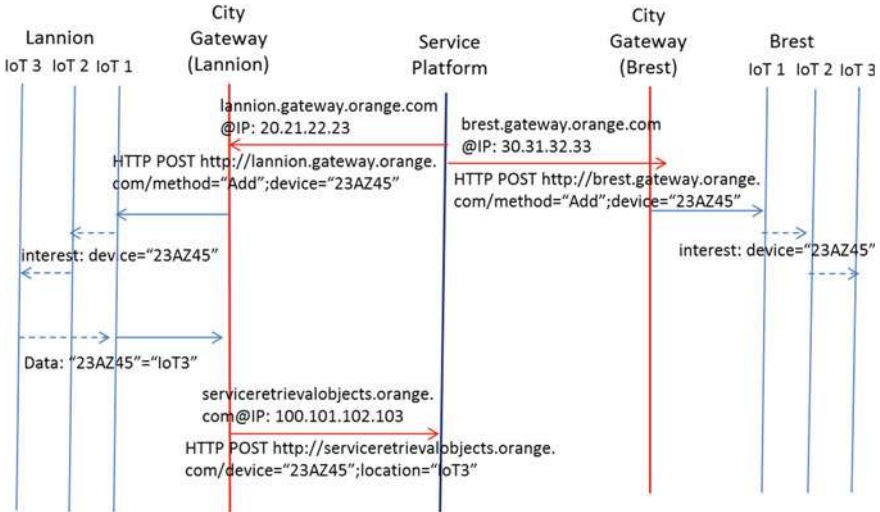 City
Gateway
(Lannion)
City
Gateway
(Brest)
Lannion
Service
Platform
Brest
IoT 3 IoT 2 IoT 1
IoT 1 IoT 2 IoT 3
lannion.gateway.orange.com
@IP: 20.21.22.23
brest.gateway.orange.com
@IP: 30.31.32.33
HTTP POST http://lannion.gateway.orange.
com/method=“Add”;device=“23AZ45”
HTTP POST http://brest.gateway.orange.
com/method=“Add”;device=“23AZ45”
interest: device=“23AZ45”
interest: device=“23AZ45”
Data: “23AZ45”=“IoT3”
serviceretrievalobjects.orange.
com@IP: 100.101.102.103
HTTP POST http://serviceretrievalobjects.orange.
com/device=“23AZ45”;location=“IoT3”